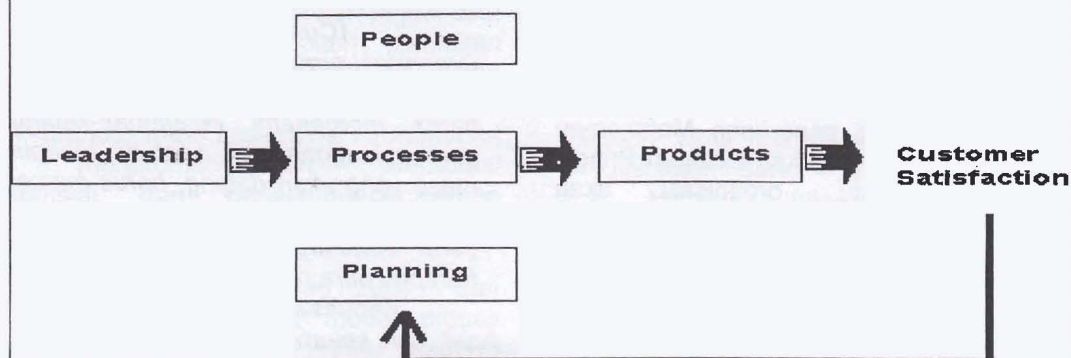 People
Leadership
Processes
Products
Customer
Satisfaction
Planning